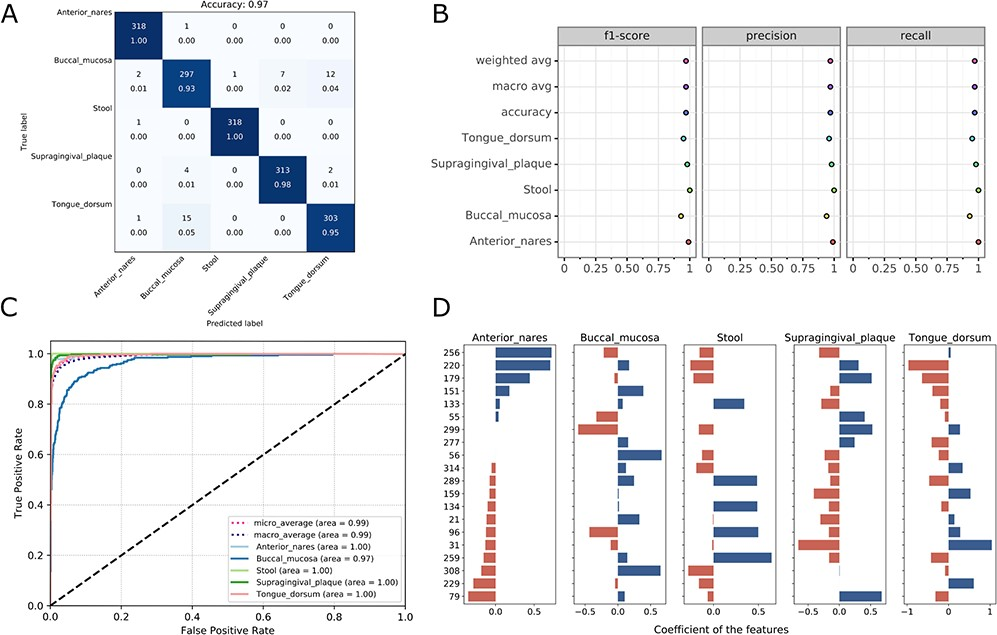 A
Accuracy: 0.97
Anterior_nares
318 1 0 0 0
1.00 0.00 0.00 0.00 0.00
Buccal_mucosa
2 297 1 7 12
0.01 0.93 0.00 0.02 0.04
Stool
1 0 318 0 0
0.00 0.00 1.00 0.00 0.00
Supragingival_plaque
0 4 0 313 2
0.00 0.01 0.00 0.98 0.01
Tongue_dorsum
1 15 0 0 303
0.00 0.05 0.00 0.00 0.95
True label
Anterior_nares
Buccal_mucosa
Stool
Supragingival_plaque
Tongue_dorsum
Predicted label
B
f1-score precision recall
weighted avg
macro avg
accuracy
Tongue_dorsum
Supragingival_plaque
Stool
Buccal_mucosa
Anterior_nares
0 0.25 0.75 1 0 0.25 0.75 1 0 0.25 0.75 1
C
1.0
0.8
0.6
0.4
0.2
0.0
True Positive Rate
micro_average (area = 0.99)
macro_average (area = 0.99)
Anterior_nares (area = 1.00)
Buccal_mucosa (area = 0.97)
Stool (area = 1.00)
Supragingival_plaque (area = 1.00)
Tongue_dorsum (area = 1.00)
0.0 0.2 0.4 0.6 0.8 1.0
False Positive Rate
D
Anterior_nares Buccal_mucosa Stool Supragingival_plaque Tongue_dorsum
256
220
179
151
133
55
299
277
56
314
289
159
134
21
96
31
259
308
229
79
0.0 0.5 -0.5 0.0 0.5 0.0 0.5 -0.5 0.0 0.5 −1 0 1
Coefficient of the features